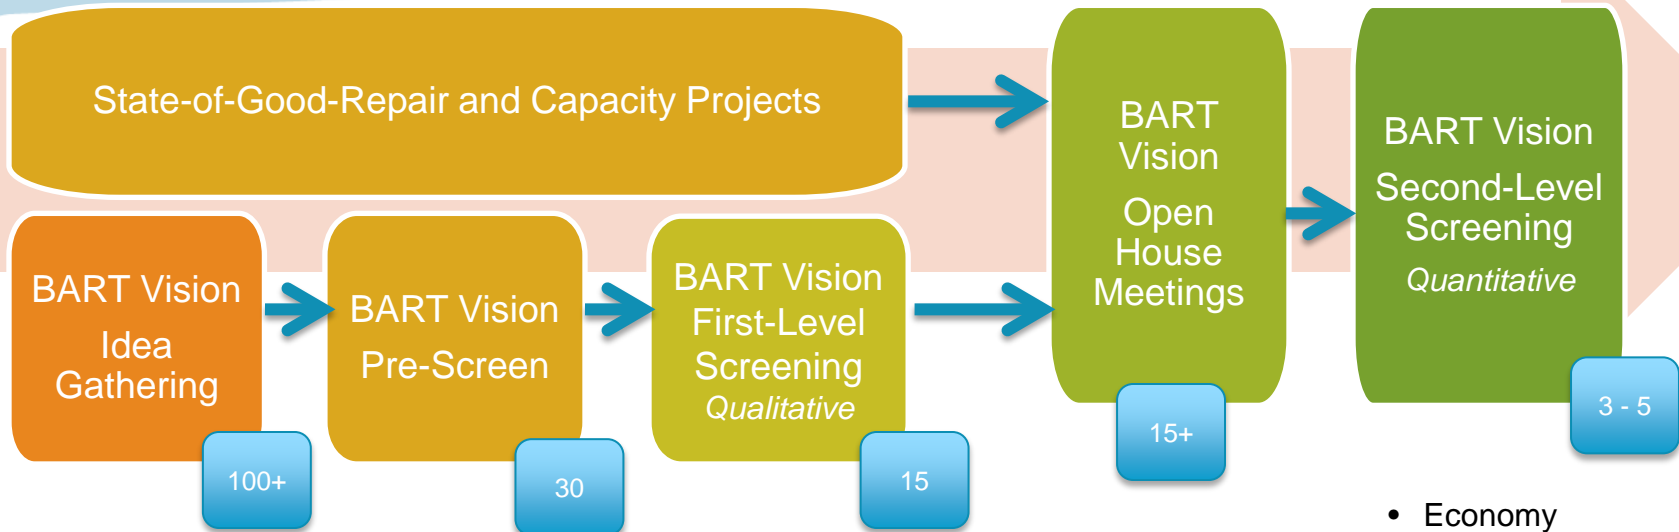 State-of-Good-Repair and Capacity Projects
BART Vision
Idea
Gathering
100+
BART Vision
Pre-Screen
30
BART Vision
First-Level
Screening
Qualitative
15
BART
Vision
Open
House
Meetings
15+
BART Vision
Second-Level
Screening
Quantitative
3 - 5
• Economy